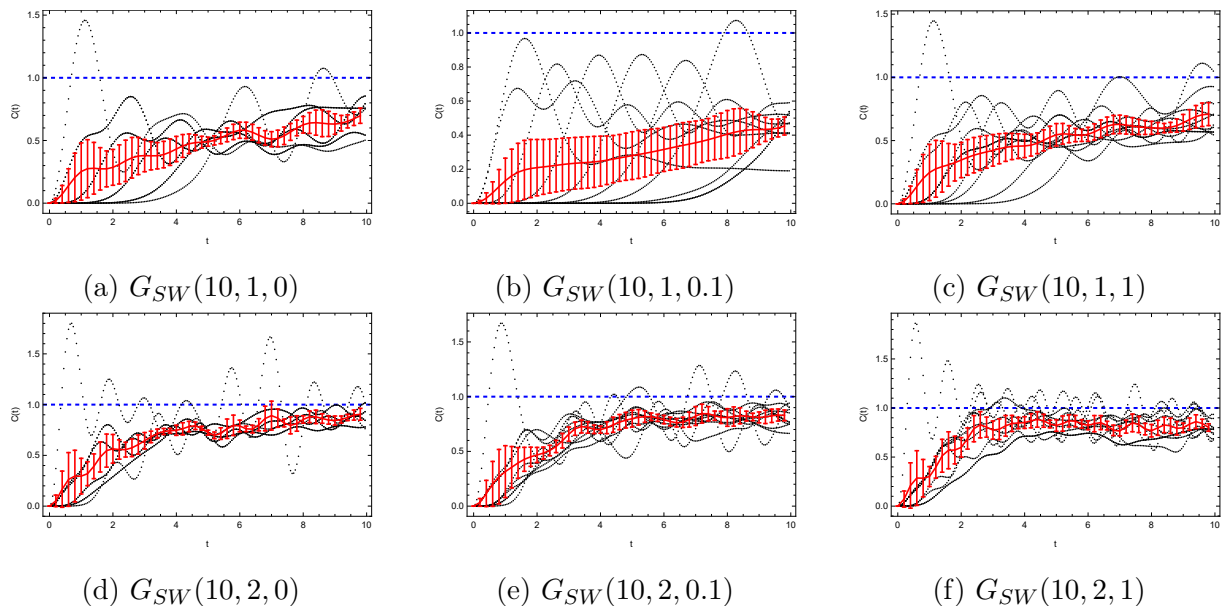 1.5
1.0
0.5
0.0
C(t)
0 2 4 6 8 10
t
(a) G_{SW}(10, 1, 0)
1.0
0.8
0.6
0.4
0.2
0.0
C(t)
0 2 4 6 8 10
t
(b) G_{SW}(10, 1, 0.1)
1.5
1.0
0.5
0.0
C(t)
0 2 4 6 8 10
t
(c) G_{SW}(10, 1, 1)
1.5
1.0
0.5
0.0
C(t)
0 2 4 6 8 10
t
(d) G_{SW}(10, 2, 0)
1.5
1.0
0.5
0.0
C(t)
0 2 4 6 8 10
t
(e) G_{SW}(10, 2, 0.1)
1.5
1.0
0.5
0.0
C(t)
0 2 4 6 8 10
t
(f) G_{SW}(10, 2, 1)